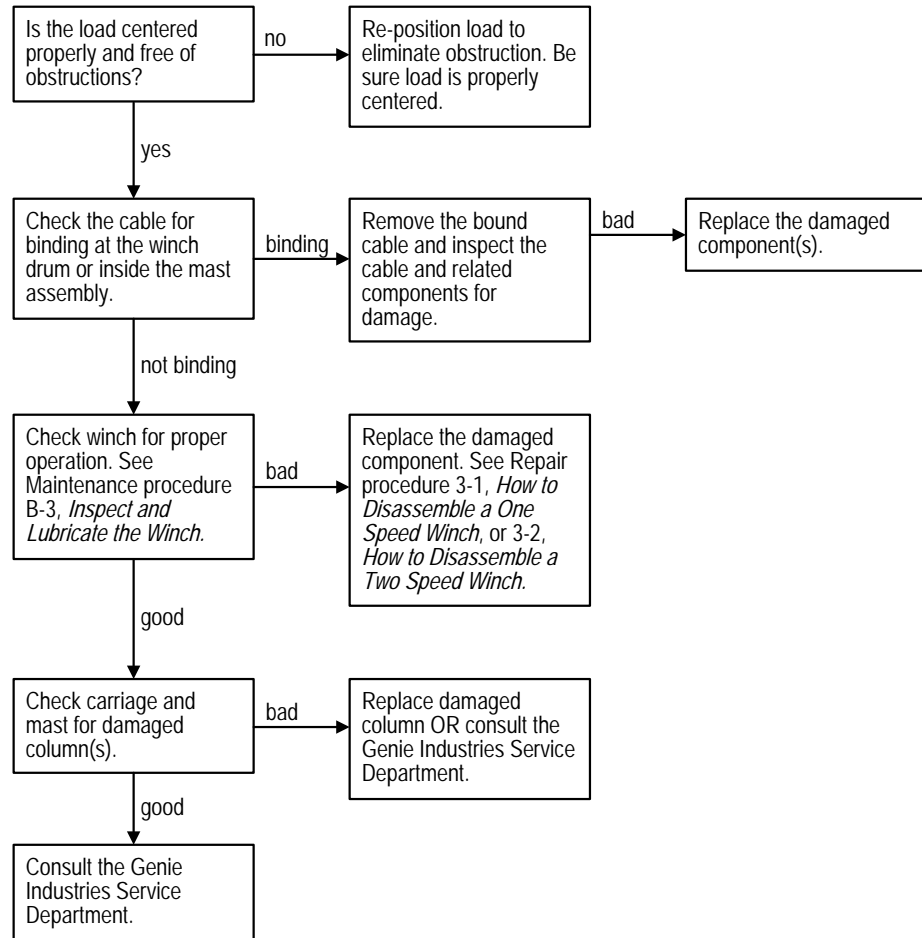 Is the load centered
properly and free of
obstructions?
no
Re-position load to
eliminate obstruction. Be
sure load is properly
centered.
yes
Check the cable for
binding at the winch
drum or inside the mast
assembly.
binding
Remove the bound
cable and inspect the
cable and related
components for
damage.
bad
Replace the damaged
component(s).
not binding
Check winch for proper
operation. See
Maintenance procedure
B-3, Inspect and
Lubricate the Winch.
bad
Replace the damaged
component. See Repair
procedure 3-1, How to
Disassemble a One
Speed Winch, or 3-2,
How to Disassemble a
Two Speed Winch.
good
Check carriage and
mast for damaged
column(s).
bad
Replace damaged
column OR consult the
Genie Industries Service
Department.
good
Consult the Genie
Industries Service
Department.